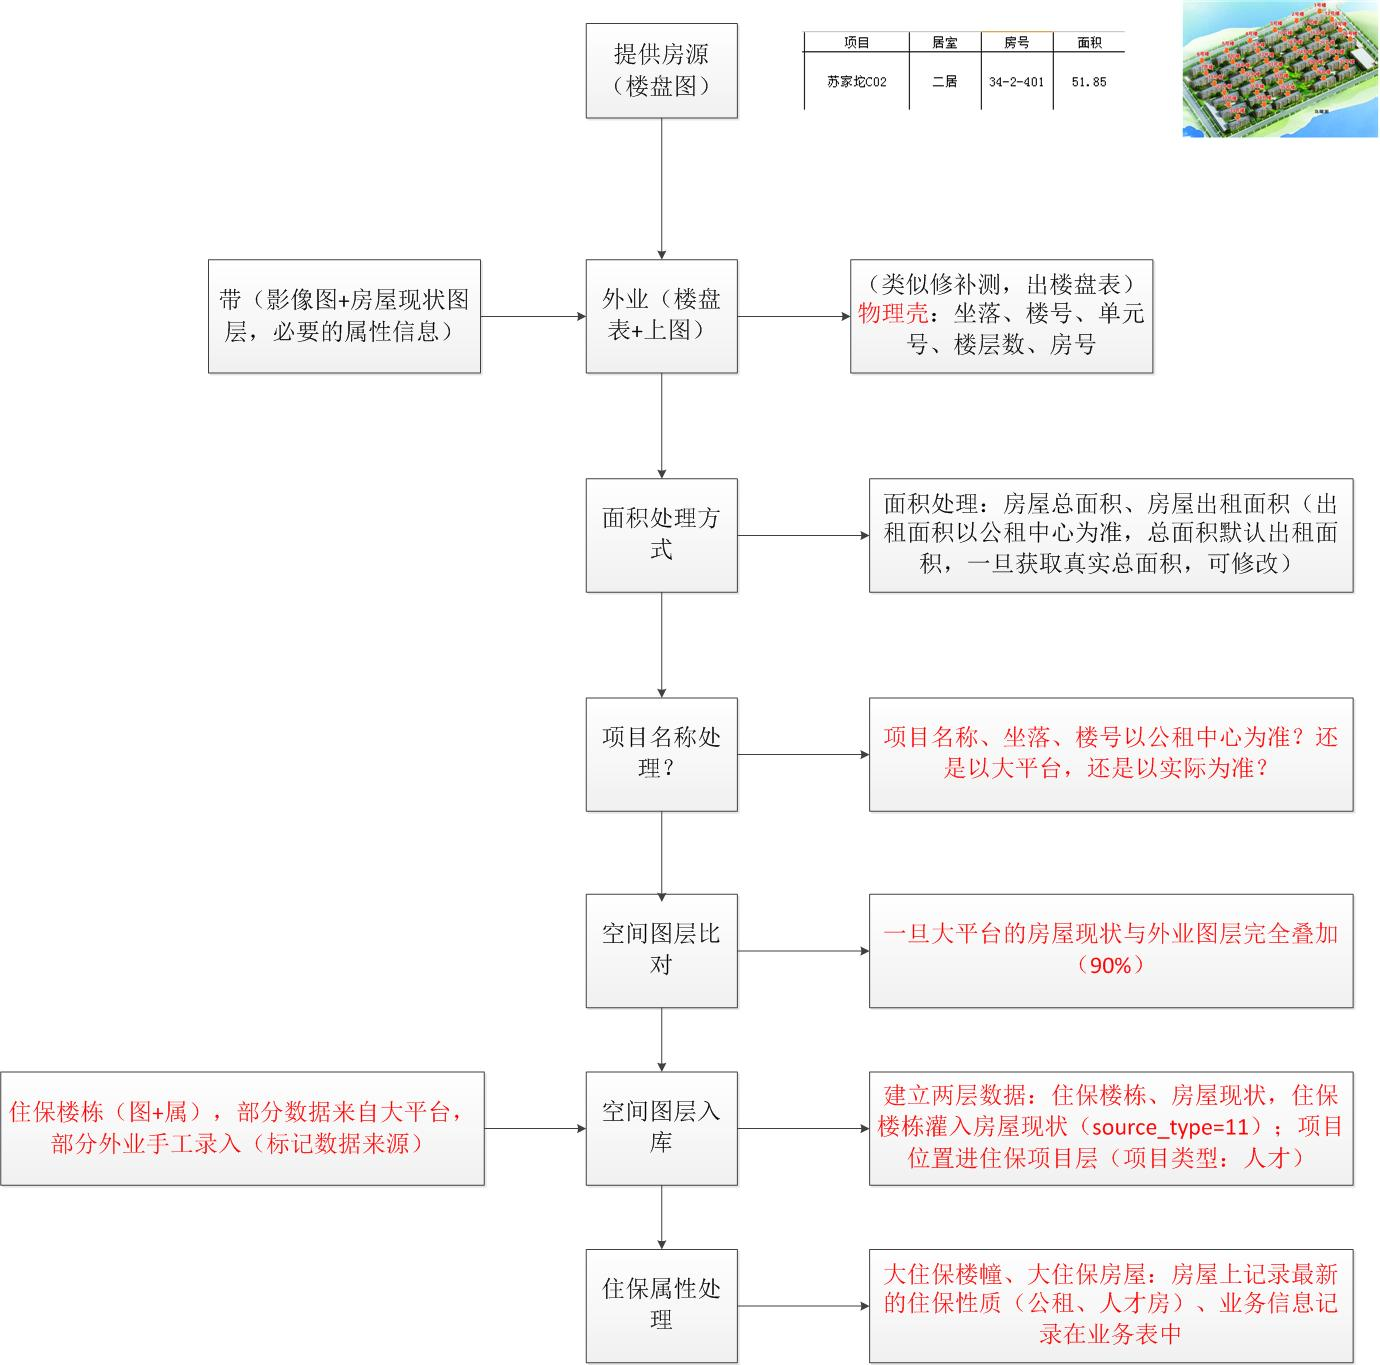 提供房源
（楼盘图）
项目 居室 房号 面积
苏家坨C02 二居 34-2-401 51.85
带（影像图+房屋现状图
层，必要的属性信息）
外业（楼盘
表+上图）
（类似修补测，出楼盘表）
物理壳：坐落、楼号、单元
号、楼层数、房号
面积处理方
式
面积处理：房屋总面积、房屋出租面积（出
租面积以公租中心为准，总面积默认出租面
积，一旦获取真实总面积，可修改）
项目名称处
理？
项目名称、坐落、楼号以公租中心为准？还
是以大平台，还是以实际为准？
空间图层比
对
一旦大平台的房屋现状与外业图层完全叠加
（90%）
住保楼栋（图+属），部分数据来自大平台，
部分外业手工录入（标记数据来源）
空间图层入
库
建立两层数据：住保楼栋、房屋现状，住保
楼栋灌入房屋现状（source_type=11）；项目
位置进住保项目层（项目类型：人才）
住保属性处
理
大住保楼幢、大住保房屋：房屋上记录最新
的住保性质（公租、人才房）、业务信息记
录在业务表中